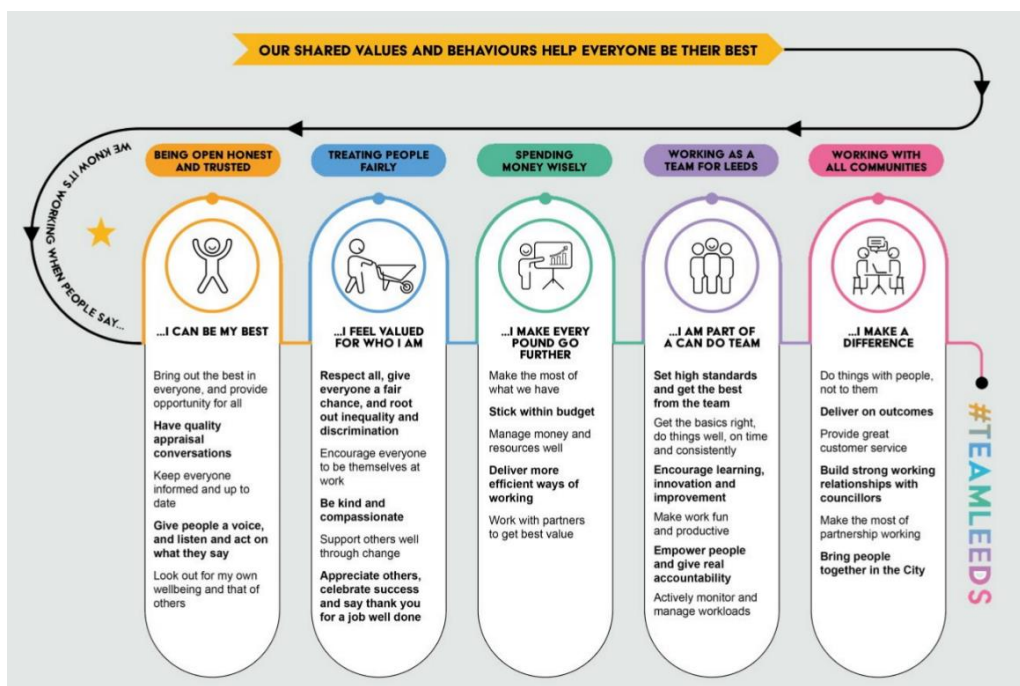 OUR SHARED VALUES AND BEHAVIOURS HELP EVERYONE BE THEIR BEST
WE KNOW IT'S WORKING WHEN PEOPLE SAY...
BEING OPEN HONEST
AND TRUSTED
...I CAN BE MY BEST
Bring out the best in
everyone, and provide
opportunity for all
Have quality
appraisal
conversations
Keep everyone
informed and up to
date
Give people a voice,
and listen and act on
what they say
Look out for my own
wellbeing and that of
others
TREATING PEOPLE
FAIRLY
...I FEEL VALUED
FOR WHO I AM
Respect all, give
everyone a fair
chance, and root
out inequality and
discrimination
Encourage everyone
to be themselves at
work
Be kind and
compassionate
Support others well
through change
Appreciate others,
celebrate success
and say thank you
for a job well done
SPENDING
MONEY WISELY
...I MAKE EVERY
POUND GO
FURTHER
Make the most of
what we have
Stick within budget
Manage money and
resources well
Deliver more
efficient ways of
working
Work with partners
to get best value
WORKING AS A
TEAM FOR LEEDS
...I AM PART OF
A CAN DO TEAM
Set high standards
and get the best
from the team
Get the basics right,
do things well, on time
and consistently
Encourage learning,
innovation and
improvement
Make work fun
and productive
Empower people
and give real
accountability
Actively monitor and
manage workloads
WORKING WITH
ALL COMMUNITIES
...I MAKE A
DIFFERENCE
Do things with people,
not to them
Deliver on outcomes
Provide great
customer service
Build strong working
relationships with
councillors
Make the most of
partnership working
Bring people
together in the City
#TEAMLEEDS